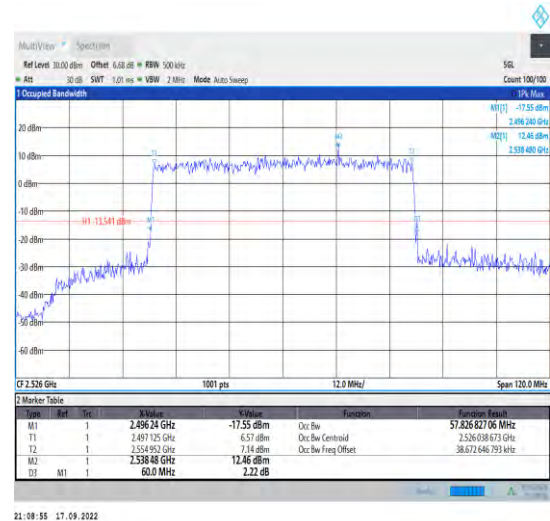 MultiView Spectrum
Ref Level 30.00 dBm Offset 6.68 dB RBW 500 kHz SGL
Att 30 dB SWT 1.01 ms VBW 2 MHz Mode Auto Sweep Count 100/100
1 Occupied Bandwidth 1Pk Max
M1[1] -17.55 dBm
2.496 240 GHz
M2[1] 12.46 dBm
2.538 480 GHz
20 dBm
M2
10 dBm
T1
T2
0 dBm
-10 dBm
H1 -13.541 dBm
M1
D3
-20 dBm
-30 dBm
-40 dBm
-50 dBm
-60 dBm
CF 2.526 GHz 1001 pts 12.0 MHz/ Span 120.0 MHz
2 Marker Table
Type Ref Trc X-Value Y-Value Function Function Result
M1 1 2.496 24 GHz -17.55 dBm Occ Bw 57.826 827 06 MHz
T1 1 2.497 125 GHz 6.57 dBm Occ Bw Centroid 2.526 038 673 GHz
T2 1 2.554 952 GHz 7.14 dBm Occ Bw Freq Offset 38.672 646 793 kHz
M2 1 2.538 48 GHz 12.46 dBm
D3 M1 1 60.0 MHz 2.22 dB
21:08:55 17.09.2022